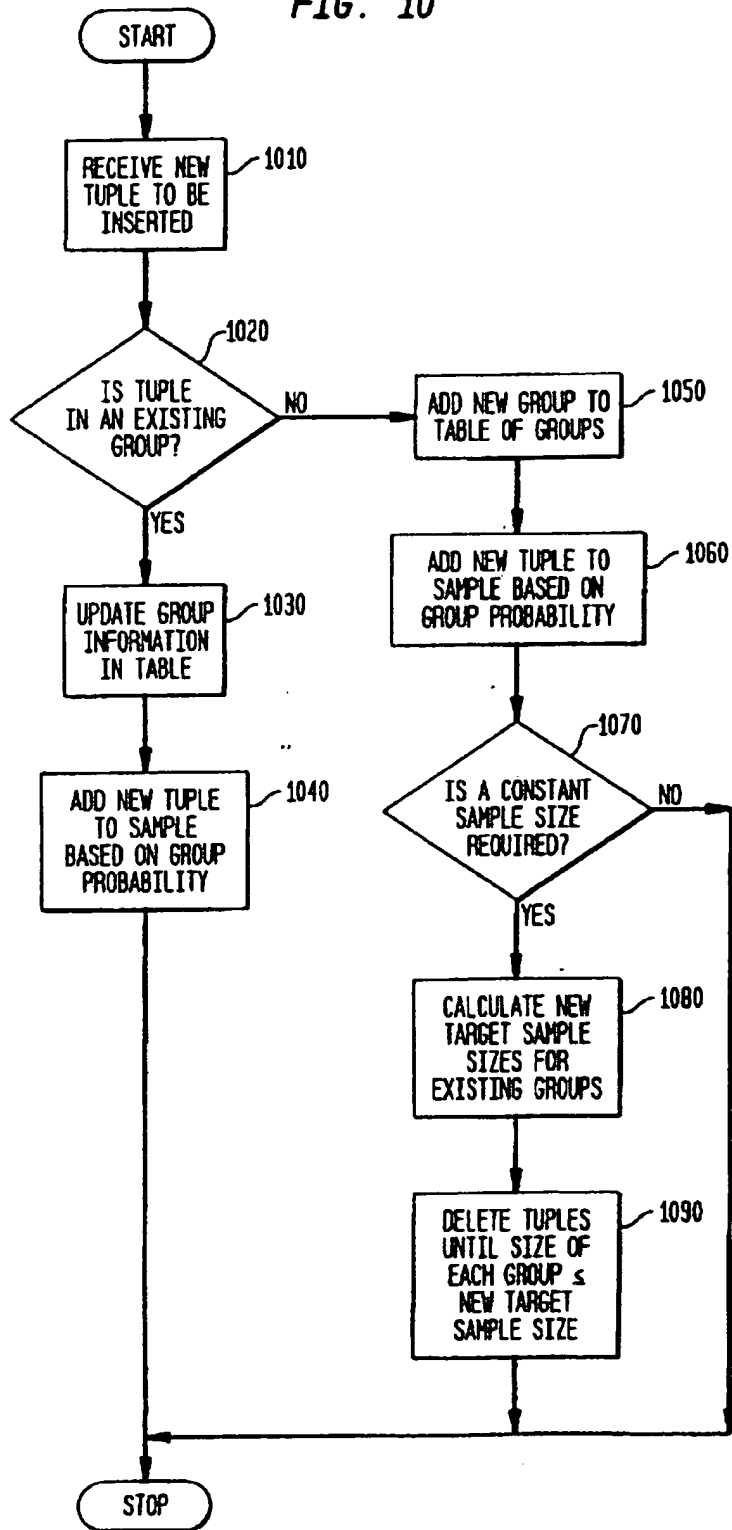 FIG. 10
START
RECEIVE NEW
TUPLE TO BE
INSERTED
1010
IS TUPLE
IN AN EXISTING
GROUP?
1020
NO
YES
UPDATE GROUP
INFORMATION
IN TABLE
1030
ADD NEW TUPLE
TO SAMPLE
BASED ON GROUP
PROBABILITY
1040
ADD NEW GROUP TO
TABLE OF GROUPS
1050
ADD NEW TUPLE TO
SAMPLE BASED ON
GROUP PROBABILITY
1060
IS A CONSTANT
SAMPLE SIZE
REQUIRED?
1070
NO
YES
CALCULATE NEW
TARGET SAMPLE
SIZES FOR
EXISTING GROUPS
1080
DELETE TUPLES
UNTIL SIZE OF
EACH GROUP ≤
NEW TARGET
SAMPLE SIZE
1090
STOP